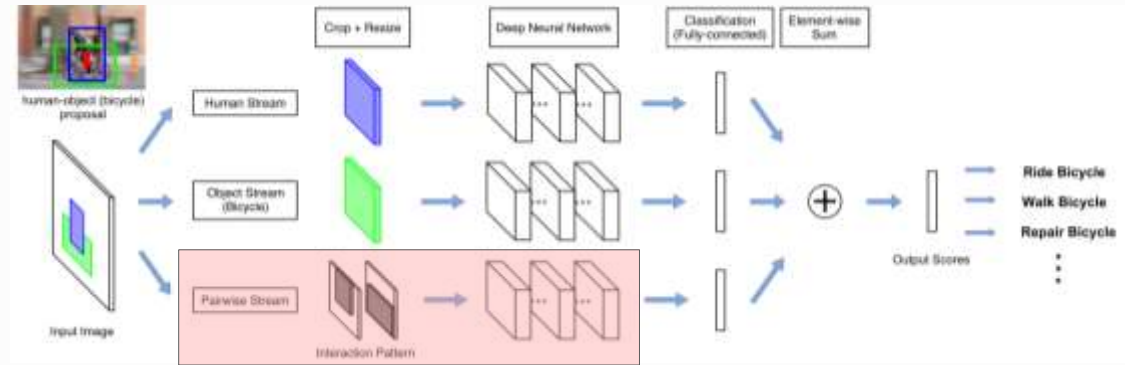 Crop + Resize
Deep Neural Network
Classification
(Fully-connected)
Element-wise
Sum
human-object (bicycle)
proposal
Human Stream
Object Stream
(Bicycle)
Ride Bicycle
Walk Bicycle
Repair Bicycle
Output Scores
Pairwise Stream
Input Image
Interaction Pattern